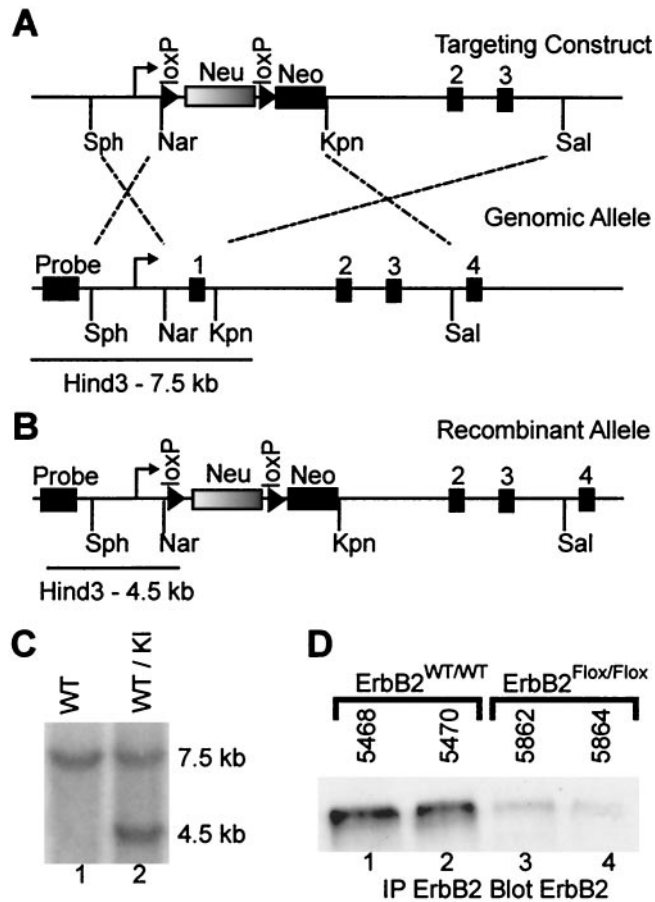 A
Targeting Construct
loxP
Neu
loxP
Neo
2
3
Sph
Nar
Kpn
Sal
Genomic Allele
Probe
1
2
3
4
Sph
Nar
Kpn
Sal
Hind3 - 7.5 kb
B
Recombinant Allele
Probe
loxP
Neu
loxP
Neo
2
3
4
Sph
Nar
Kpn
Sal
Hind3 - 4.5 kb
C
WT
WT / KI
7.5 kb
4.5 kb
1
2
D
ErbB2WT/WT
ErbB2Flox/Flox
5468
5470
5862
5864
1
2
3
4
IP ErbB2 Blot ErbB2